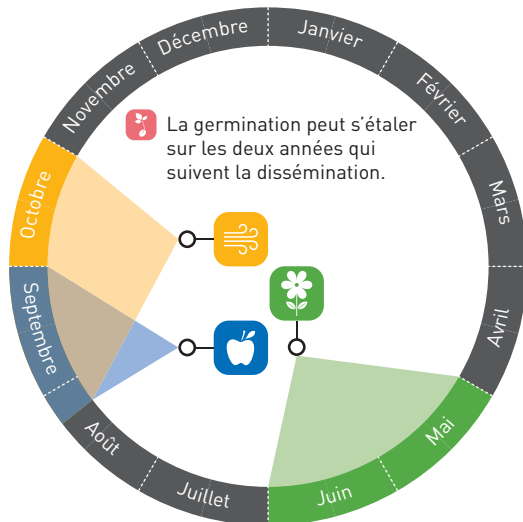 Janvier
Février
Mars
Avril
Mai
Juin
Juillet
Août
Septembre
Octobre
Novembre
Décembre
La germination peut s’étaler
sur les deux années qui
suivent la dissémination.